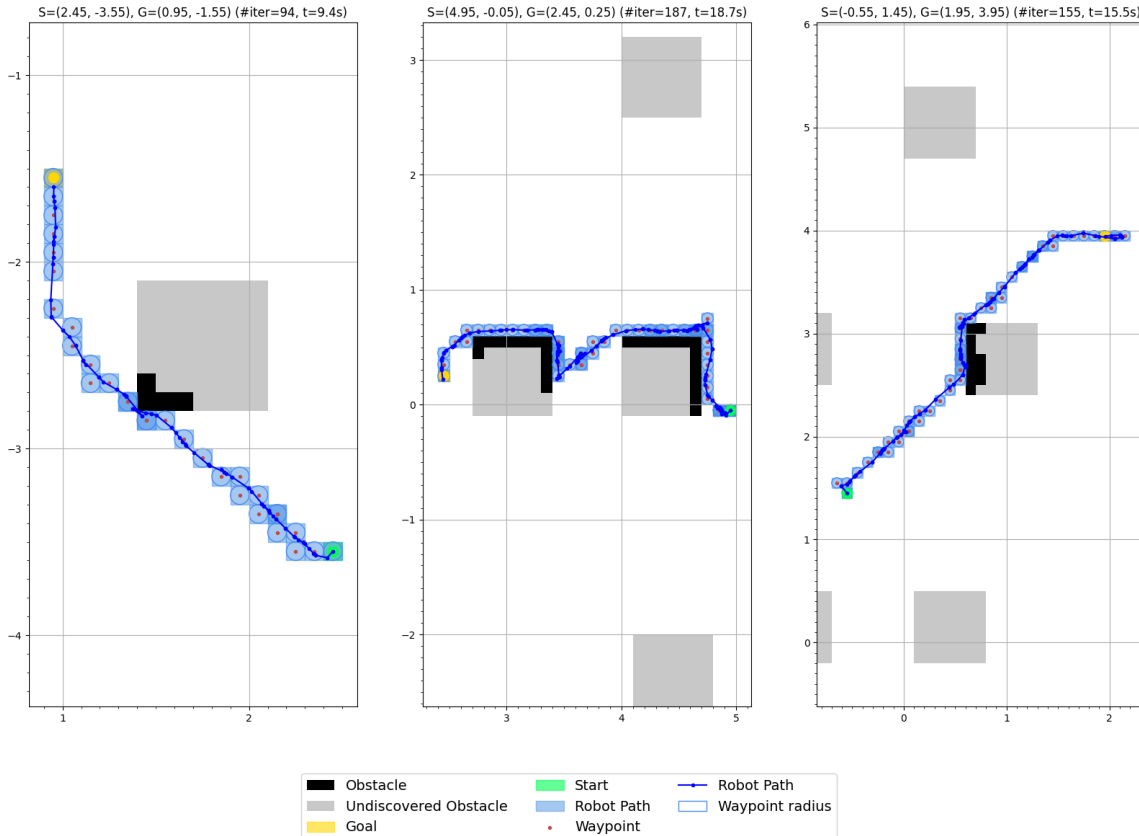 S=(2.45, -3.55), G=(0.95, -1.55) (#iter=94, t=9.4s)
S=(4.95, -0.05), G=(2.45, 0.25) (#iter=187, t=18.7s)
S=(-0.55, 1.45), G=(1.95, 3.95) (#iter=155, t=15.5s)
-1
-2
-3
-4
1
2
3
2
1
0
-1
-2
3
4
5
6
5
4
3
2
1
0
0
1
2
Obstacle
Undiscovered Obstacle
Goal
Start
Robot Path
Waypoint
Robot Path
Waypoint radius